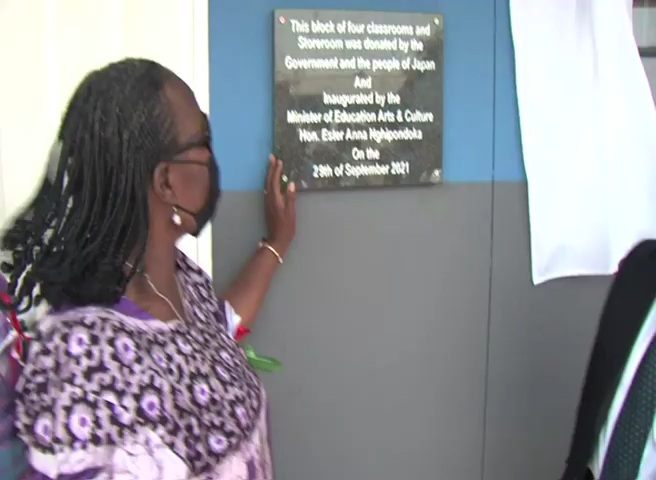 This block of four classrooms and
Storeroom was donated by the
Government and the people of Japan
And
Inaugurated by the
Minister of Education Arts & Culture
Hon. Ester Anna Nghipondoka
On the
29th of September 2021